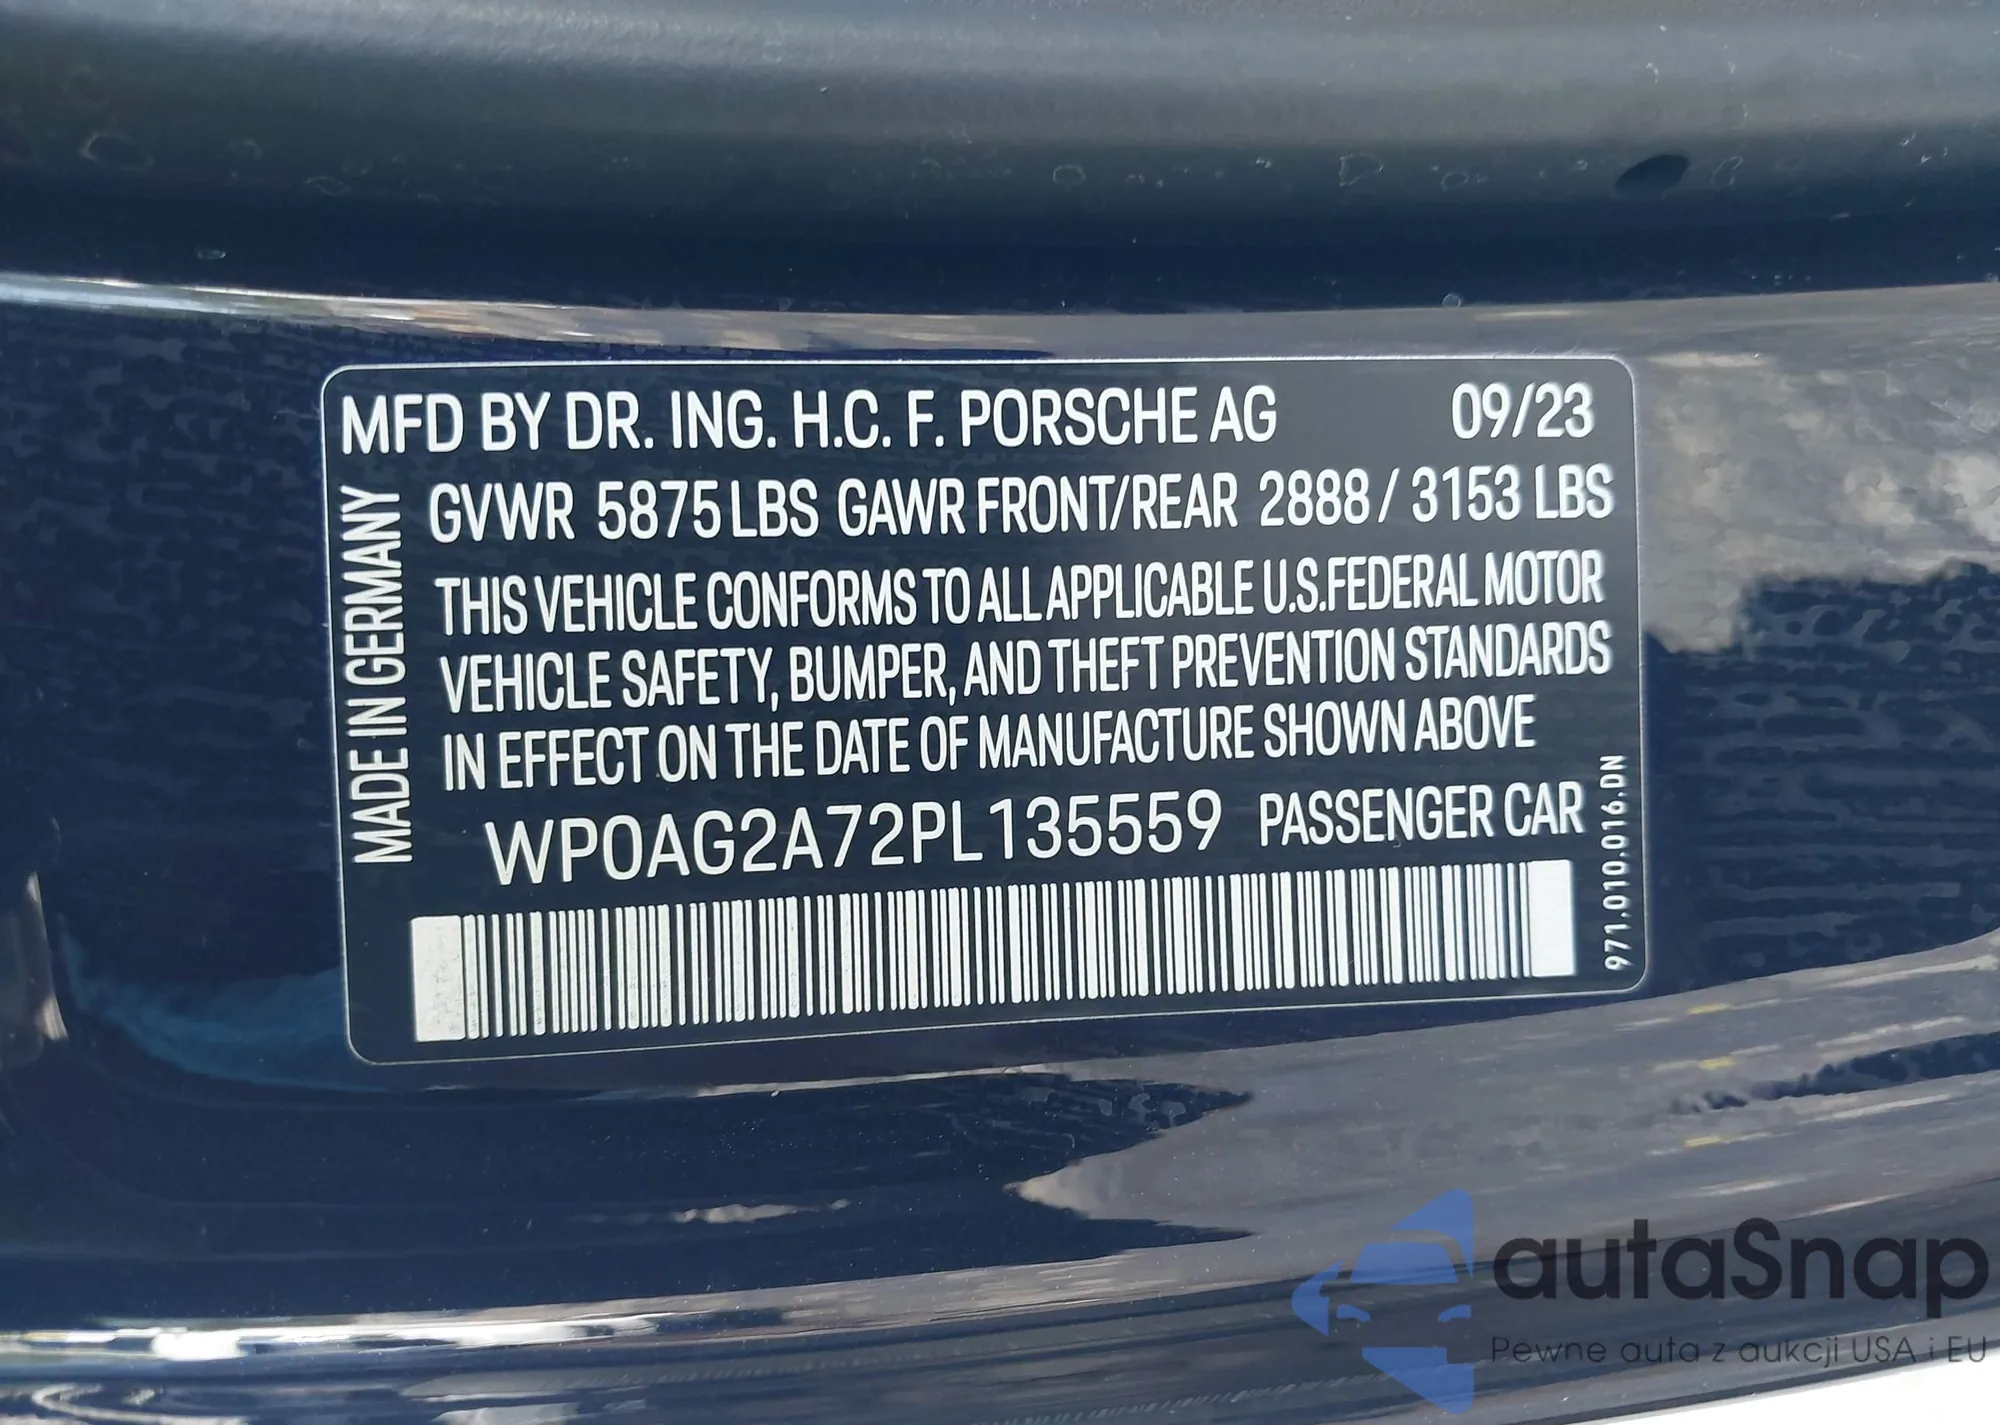 MFD BY DR. ING. H.C. F. PORSCHE AG 09/23
GVWR 5875 LBS GAWR FRONT/REAR 2888 / 3153 LBS
THIS VEHICLE CONFORMS TO ALL APPLICABLE U.S.FEDERAL MOTOR
VEHICLE SAFETY, BUMPER, AND THEFT PREVENTION STANDARDS
IN EFFECT ON THE DATE OF MANUFACTURE SHOWN ABOVE
WP0AG2A72PL135559 PASSENGER CAR
MADE IN GERMANY
971.010.016.DN
autaSnap
Pewne auta z aukcji USA i EU